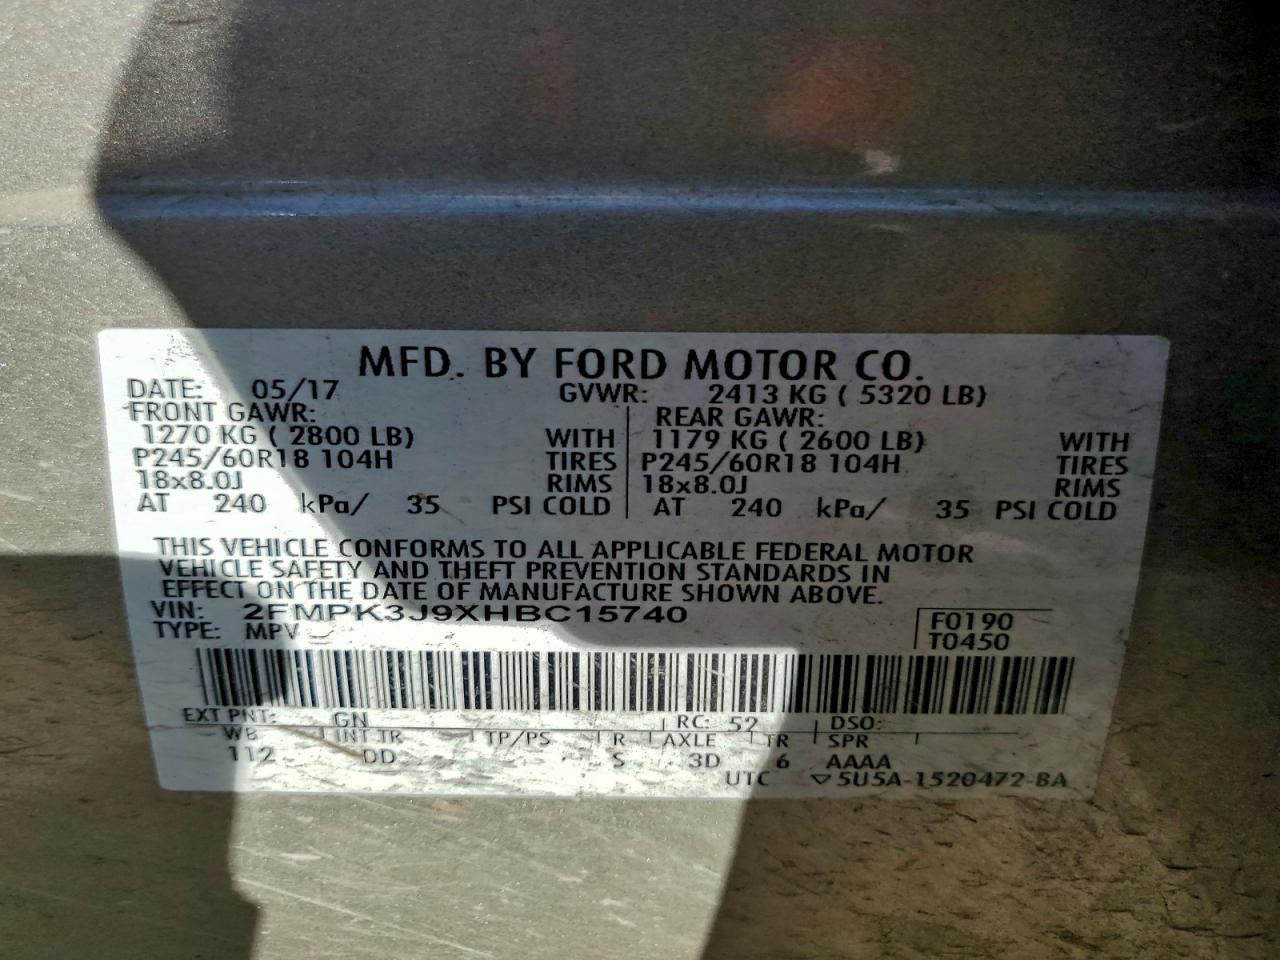 MFD. BY FORD MOTOR CO.
DATE: 05/17 GVWR: 2413 KG ( 5320 LB)
FRONT GAWR: REAR GAWR:
1270 KG ( 2800 LB) WITH 1179 KG ( 2600 LB) WITH
P245/60R18 104H TIRES P245/60R18 104H TIRES
18x8.0J RIMS 18x8.0J RIMS
AT 240 kPa/ 35 PSI COLD AT 240 kPa/ 35 PSI COLD
THIS VEHICLE CONFORMS TO ALL APPLICABLE FEDERAL MOTOR
VEHICLE SAFETY AND THEFT PREVENTION STANDARDS IN
EFFECT ON THE DATE OF MANUFACTURE SHOWN ABOVE.
VIN: 2FMPK3J9XHBC15740 F0190
TYPE: MPV T0450
EXT PNT: GN RC: 52 DSO:
WB INT TR TP/PS R AXLE TR SPR
112 DD S 3D 6 AAAA
UTC ▽5U5A-1520472-BA